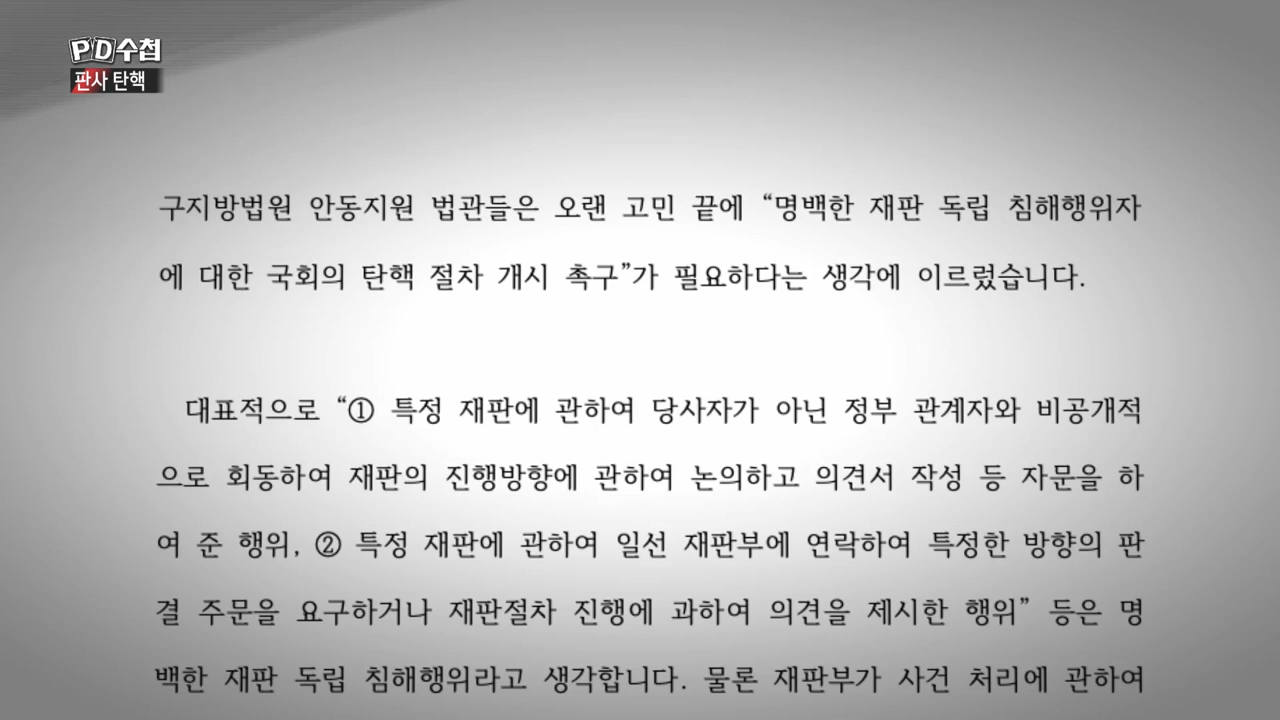 PD수첩
판사 탄핵
구지방법원 안동지원 법관들은 오랜 고민 끝에 “명백한 재판 독립 침해행위자
에 대한 국회의 탄핵 절차 개시 촉구”가 필요하다는 생각에 이르렀습니다.
대표적으로 “① 특정 재판에 관하여 당사자가 아닌 정부 관계자와 비공개적
으로 회동하여 재판의 진행방향에 관하여 논의하고 의견서 작성 등 자문을 하
여 준 행위, ② 특정 재판에 관하여 일선 재판부에 연락하여 특정한 방향의 판
결 주문을 요구하거나 재판절차 진행에 과하여 의견을 제시한 행위” 등은 명
백한 재판 독립 침해행위라고 생각합니다. 물론 재판부가 사건 처리에 관하여